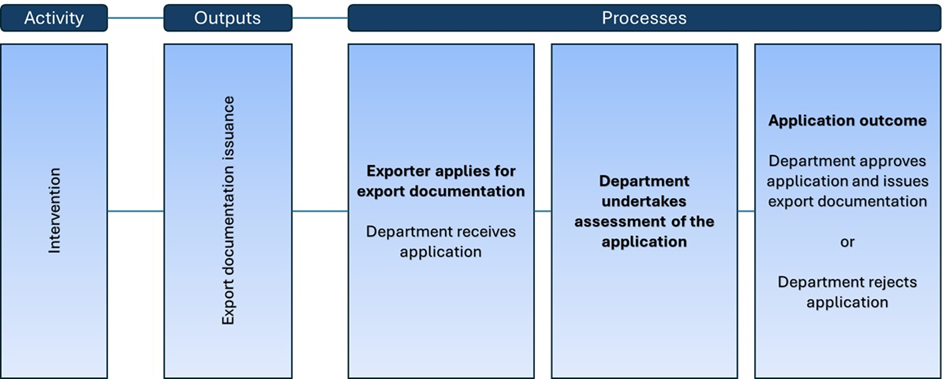 Activity
Outputs
Processes
Intervention
Export documentation issuance
Exporter applies for
export documentation
Department receives
application
Department
undertakes
assessment of the
application
Application outcome
Department approves
application and issues
export documentation
or
Department rejects
application